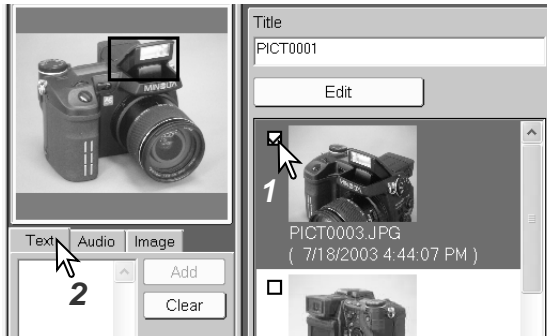 Title
PICT0001
Edit
1
PICT0003.JPG
( 7/18/2003 4:44:07 PM )
MINOLTA
Text Audio Image
2
Add
Clear